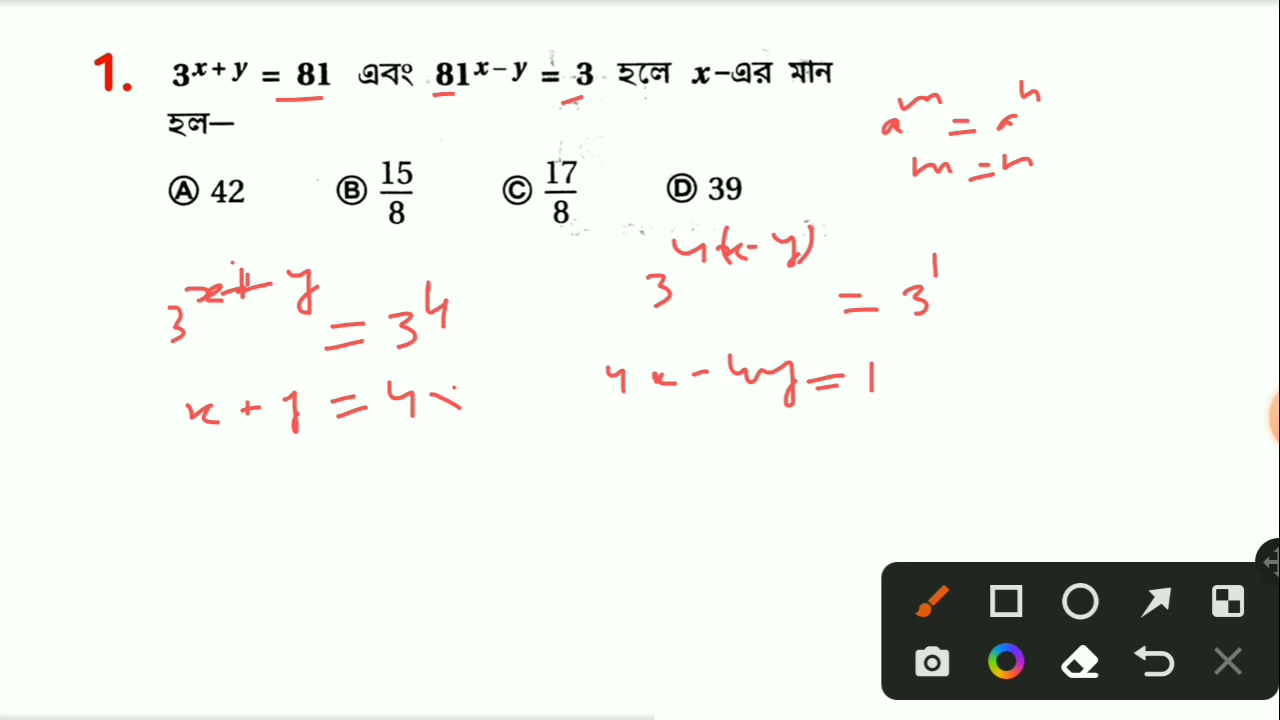 1. 3^{x+y} = 81 এবং 81^{x-y} = 3 হলে x-এর মান
হল—
Ⓐ 42 Ⓑ 15/8 Ⓒ 17/8 Ⓓ 39
a^m = a^n
m = n
3^{x+y} = 3^4
3^{4(x-y)} = 3^1
x + y = 4
4x - 4y = 1